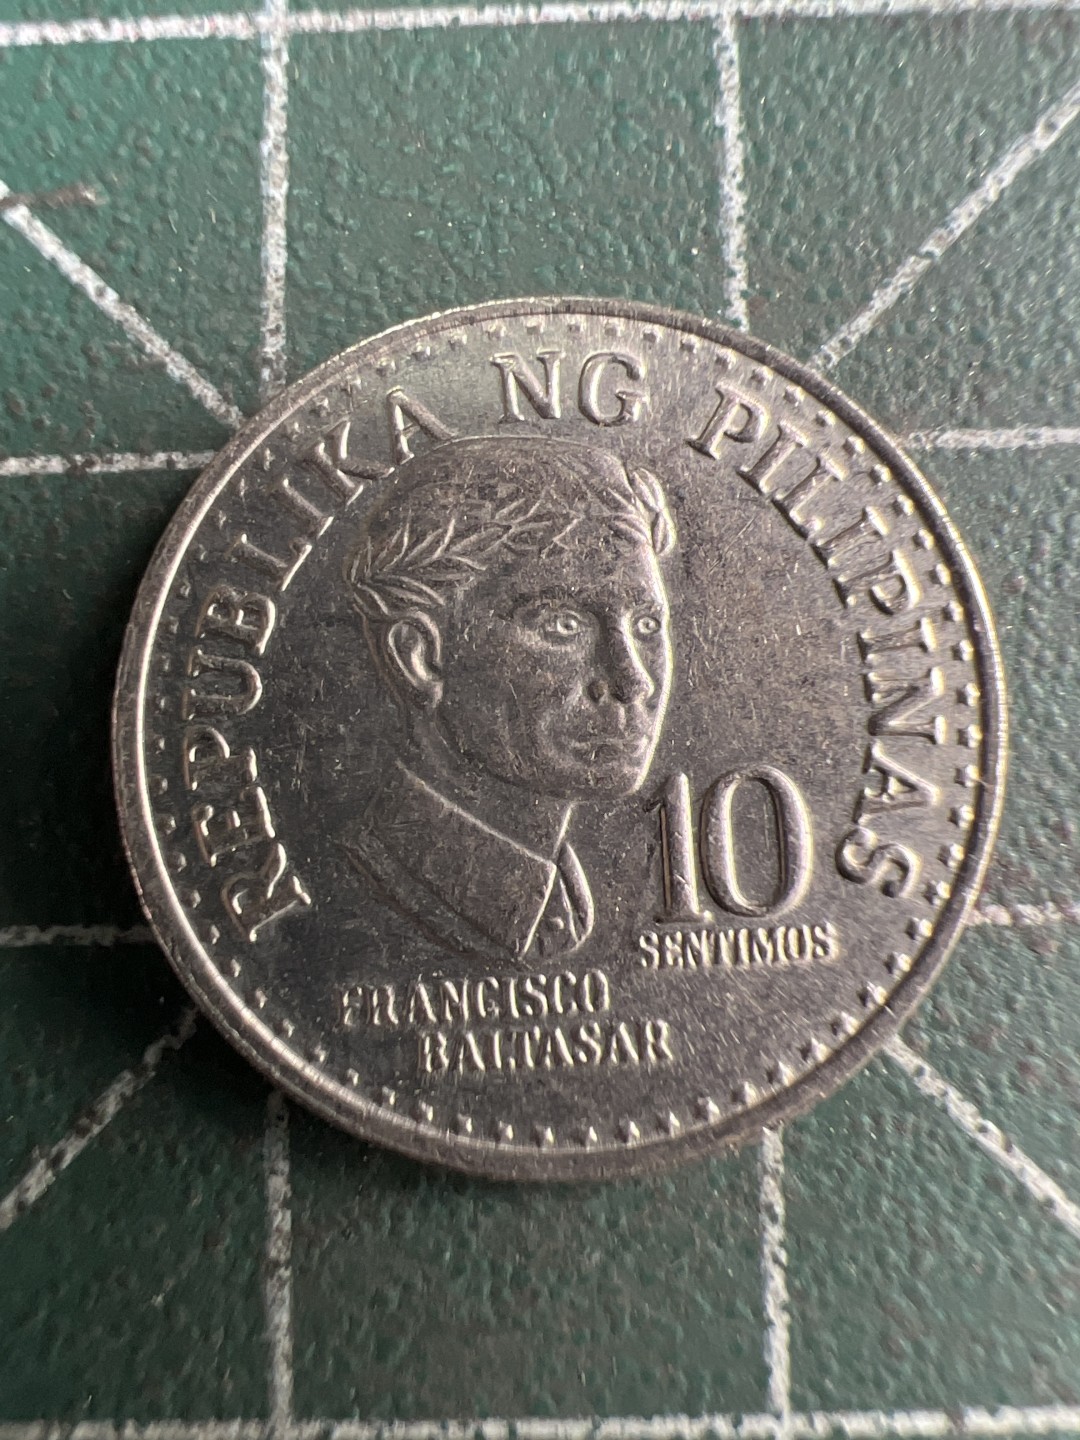 REPUBLIKA NG PILIPINAS
10
SENTIMOS
FRANCISCO
BALTASAR